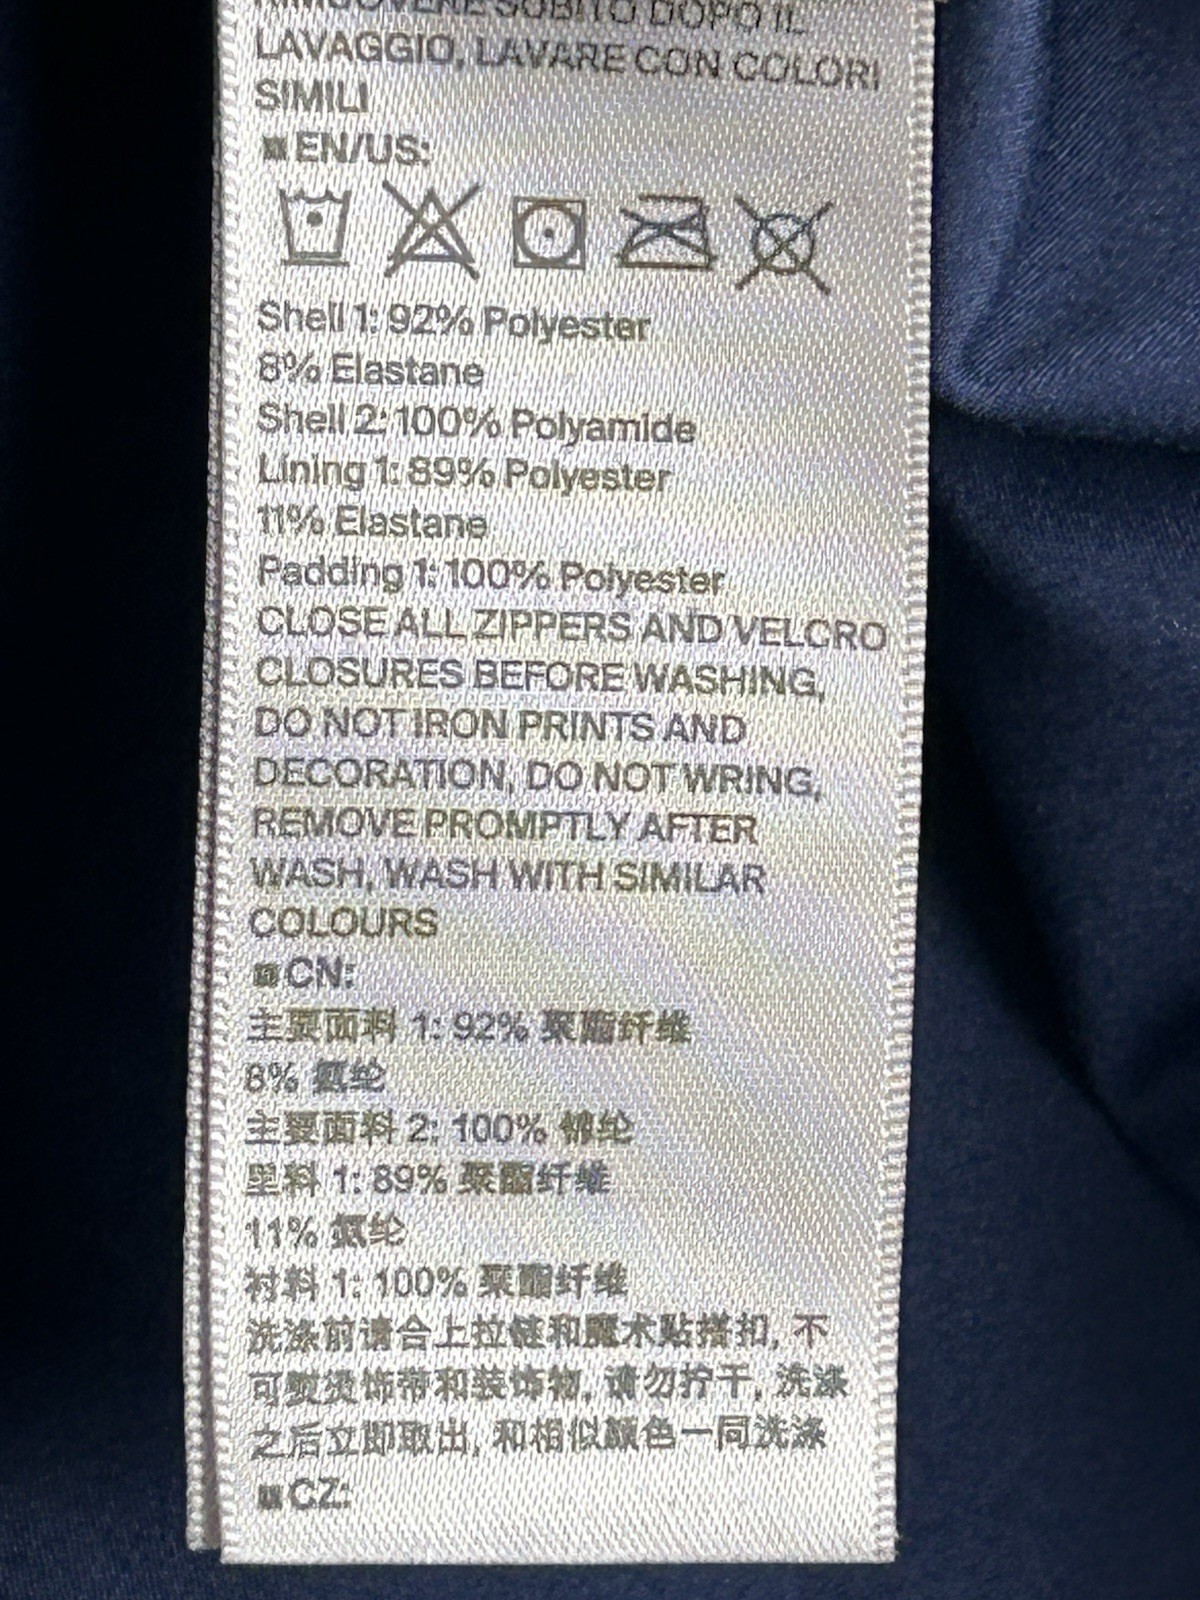 RIMUOVERE SUBITO DOPO IL
LAVAGGIO, LAVARE CON COLORI
SIMILI
■ EN/US:
Shell 1: 92% Polyester
8% Elastane
Shell 2: 100% Polyamide
Lining 1: 89% Polyester
11% Elastane
Padding 1: 100% Polyester
CLOSE ALL ZIPPERS AND VELCRO
CLOSURES BEFORE WASHING,
DO NOT IRON PRINTS AND
DECORATION, DO NOT WRING,
REMOVE PROMPTLY AFTER
WASH, WASH WITH SIMILAR
COLOURS
■ CN:
主要面料 1: 92% 聚酯纤维
8% 氨纶
主要面料 2: 100% 锦纶
里料 1: 89% 聚酯纤维
11% 氨纶
衬料 1: 100% 聚酯纤维
洗涤前请合上拉链和魔术贴搭扣, 不
可熨烫饰带和装饰物, 请勿拧干, 洗涤
之后立即取出, 和相似颜色一同洗涤
■ CZ: